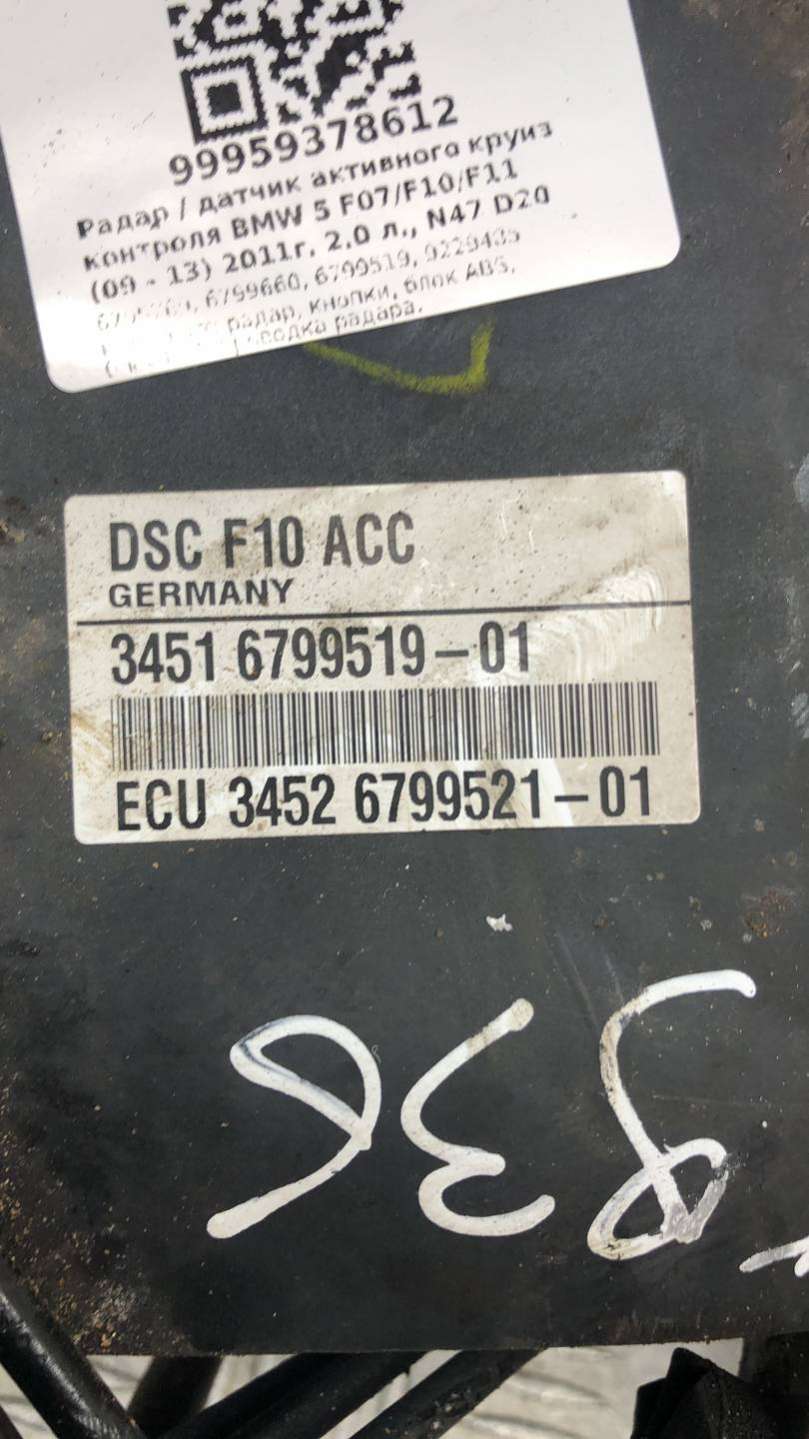 99959378612
Радар / датчик активного круиз
контроля BMW 5 F07/F10/F11
(09 - 13) 2011г. 2.0 л., N47 D20
6799660, 6799519, 9229435
радар, кнопки, блок ABS,
радара.
DSC F10 ACC
GERMANY
3451 6799519-01
ECU 3452 6799521-01